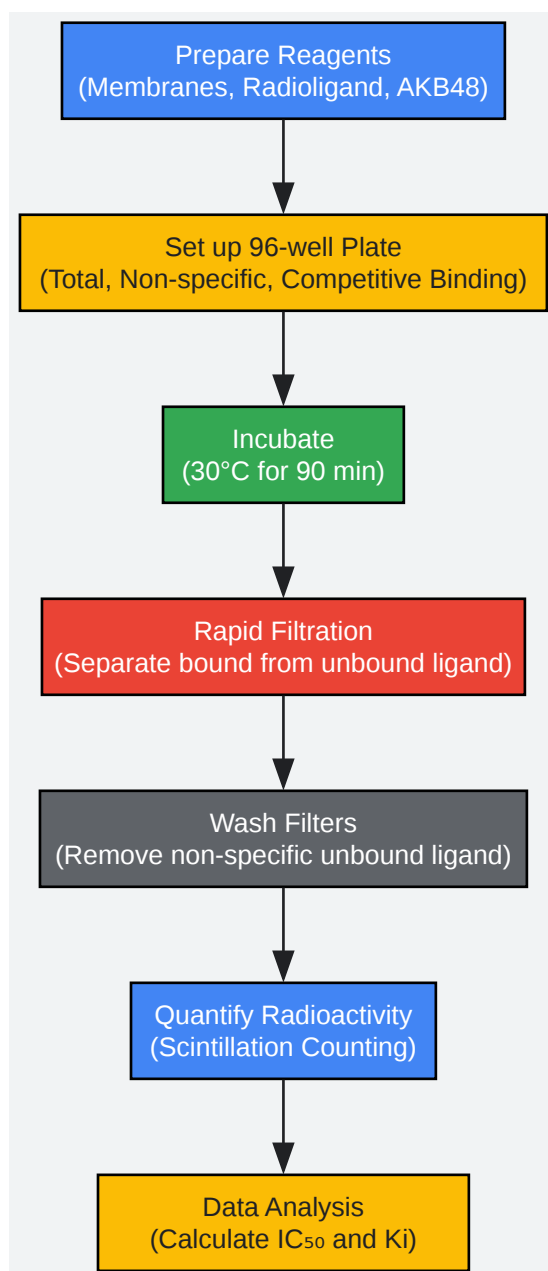 Prepare Reagents
(Membranes, Radioligand, AKB48)
Set up 96-well Plate
(Total, Non-specific, Competitive Binding)
Incubate
(30°C for 90 min)
Rapid Filtration
(Separate bound from unbound ligand)
Wash Filters
(Remove non-specific unbound ligand)
Quantify Radioactivity
(Scintillation Counting)
Data Analysis
(Calculate IC₅₀ and Ki)